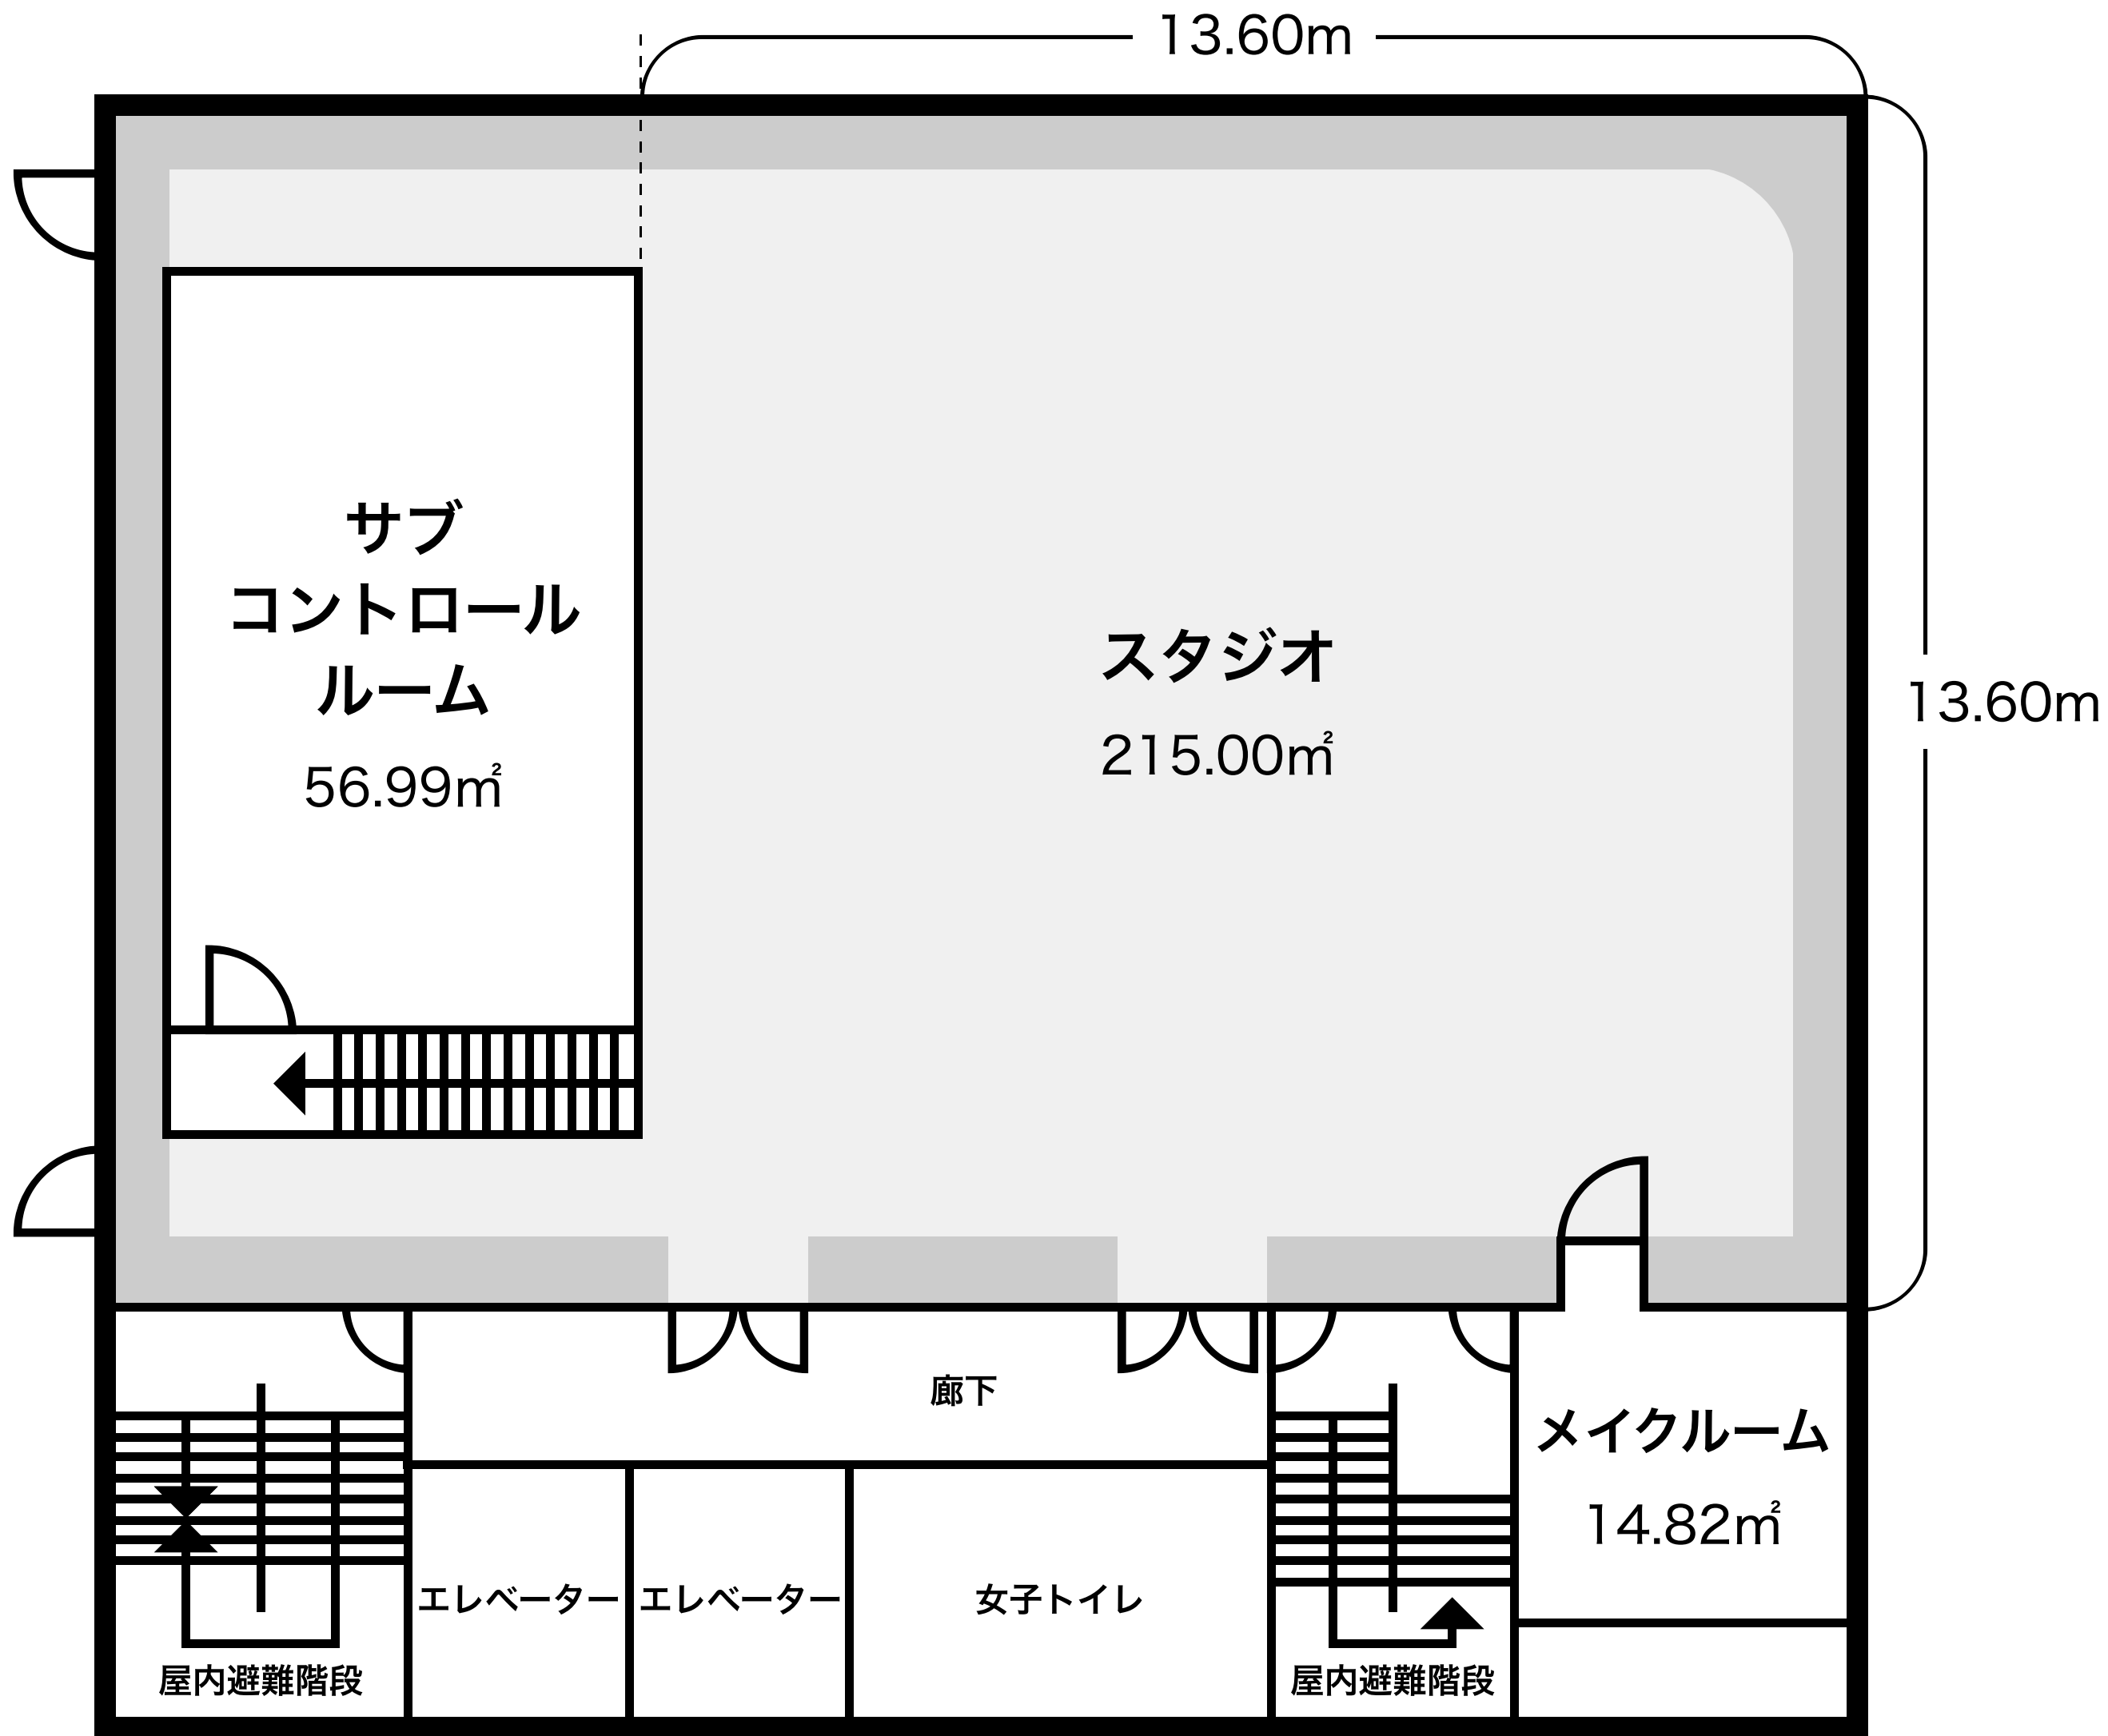 13.60m
サブ
コントロール
ルーム
56.99㎡
スタジオ
215.00㎡
13.60m
廊下
メイクルーム
14.82㎡
エレベーター
エレベーター
女子トイレ
屋内避難階段
屋内避難階段